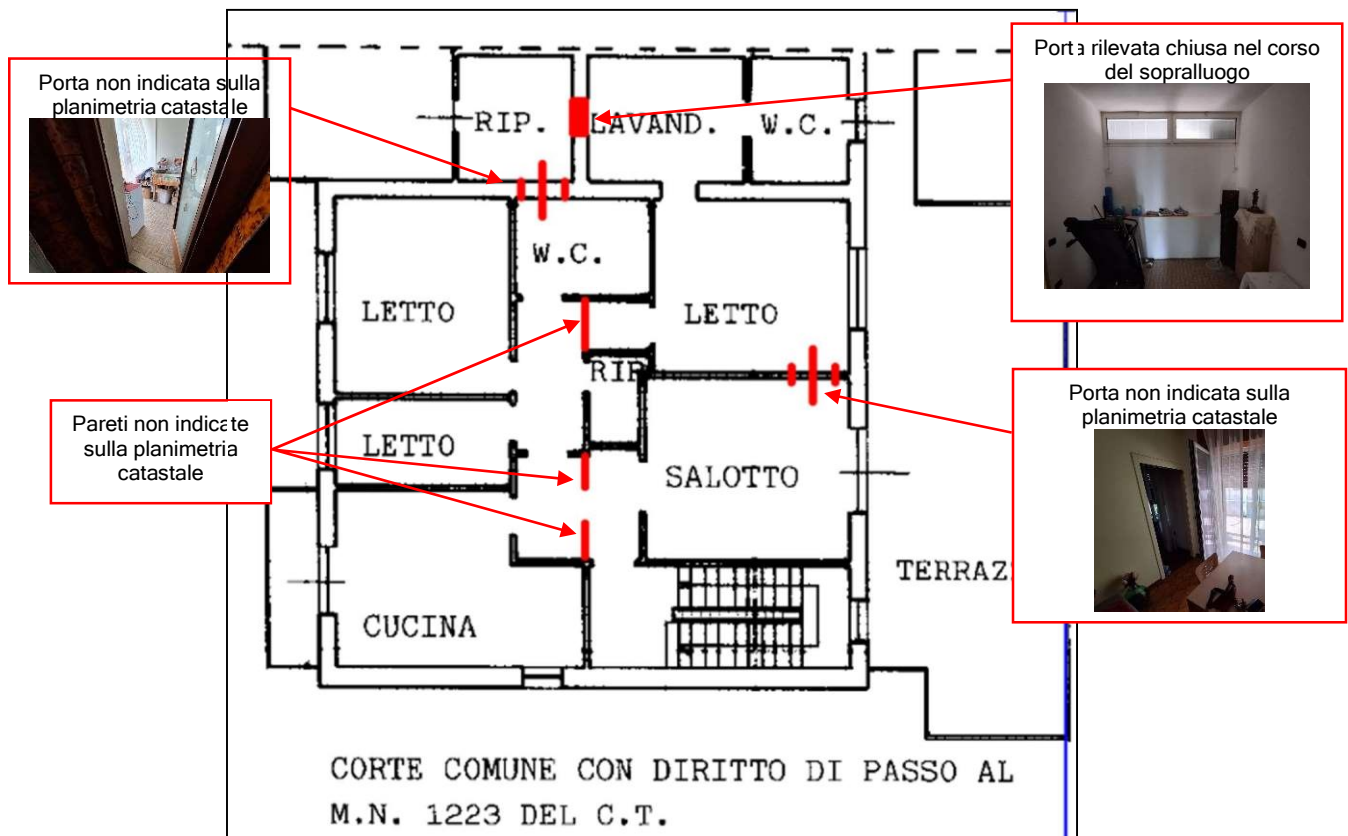 Porta non indicata sulla
planimetria catastale
Porta rilevata chiusa nel corso
del sopralluogo
RIP.
LAVAND.
W.C.
W.C.
LETTO
LETTO
RIP
Porta non indicata sulla
planimetria catastale
Pareti non indicate
sulla planimetria
catastale
LETTO
SALOTTO
TERRAZ
CUCINA
CORTE COMUNE CON DIRITTO DI PASSO AL
M.N. 1223 DEL C.T.